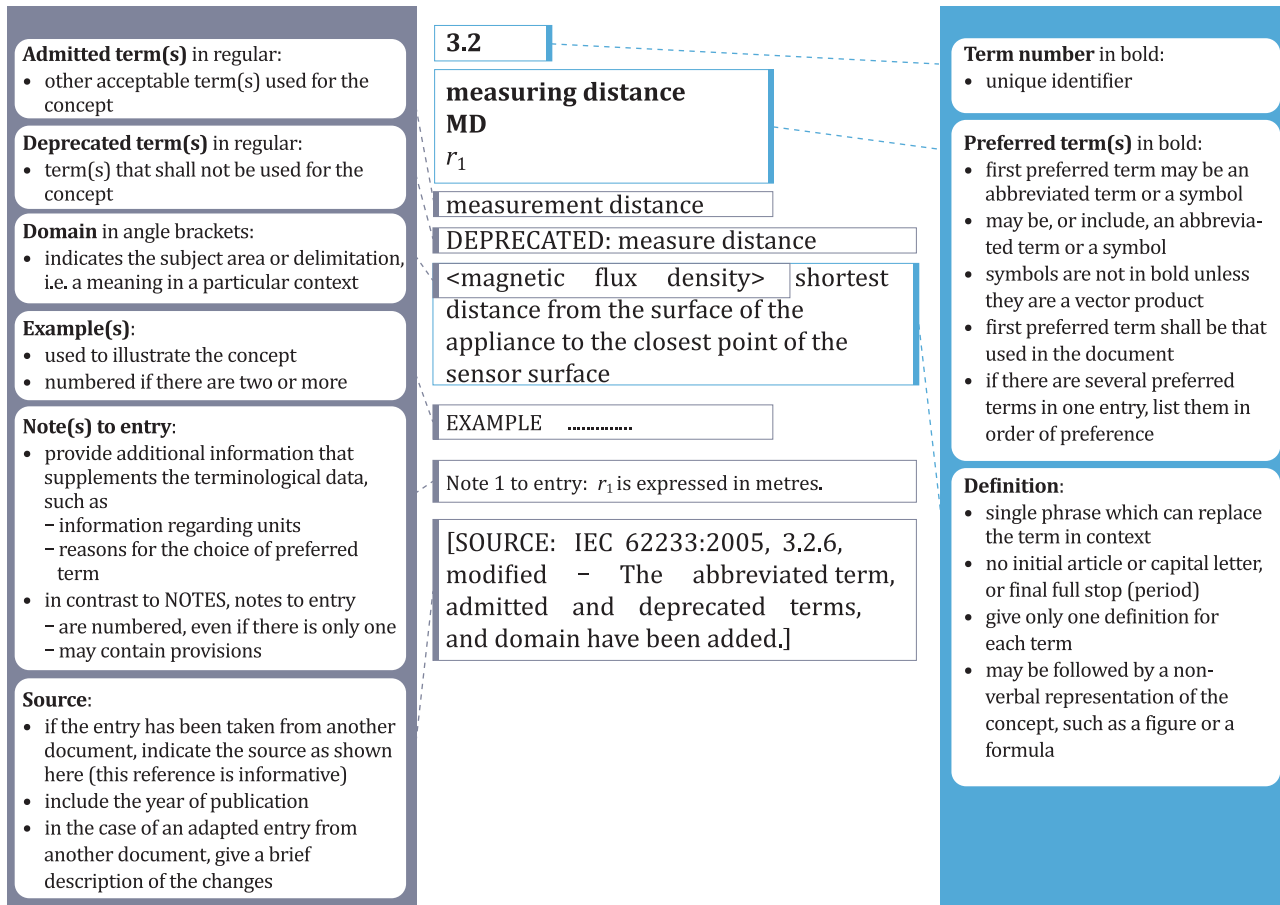 Admitted term(s) in regular:
• other acceptable term(s) used for the
concept
Deprecated term(s) in regular:
• term(s) that shall not be used for the
concept
Domain in angle brackets:
• indicates the subject area or delimitation,
i.e. a meaning in a particular context
Example(s):
• used to illustrate the concept
• numbered if there are two or more
Note(s) to entry:
• provide additional information that
supplements the terminological data,
such as
– information regarding units
– reasons for the choice of preferred
term
• in contrast to NOTES, notes to entry
– are numbered, even if there is only one
– may contain provisions
Source:
• if the entry has been taken from another
document, indicate the source as shown
here (this reference is informative)
• include the year of publication
• in the case of an adapted entry from
another document, give a brief
description of the changes
3.2
measuring distance
MD
r₁
measurement distance
DEPRECATED: measure distance
<magnetic flux density> shortest
distance from the surface of the
appliance to the closest point of the
sensor surface
EXAMPLE .............
Note 1 to entry: r₁ is expressed in metres.
[SOURCE: IEC 62233:2005, 3.2.6,
modified – The abbreviated term,
admitted and deprecated terms,
and domain have been added.]
Term number in bold:
• unique identifier
Preferred term(s) in bold:
• first preferred term may be an
abbreviated term or a symbol
• may be, or include, an abbrevia-
ted term or a symbol
• symbols are not in bold unless
they are a vector product
• first preferred term shall be that
used in the document
• if there are several preferred
terms in one entry, list them in
order of preference
Definition:
• single phrase which can replace
the term in context
• no initial article or capital letter,
or final full stop (period)
• give only one definition for
each term
• may be followed by a non-
verbal representation of the
concept, such as a figure or a
formula